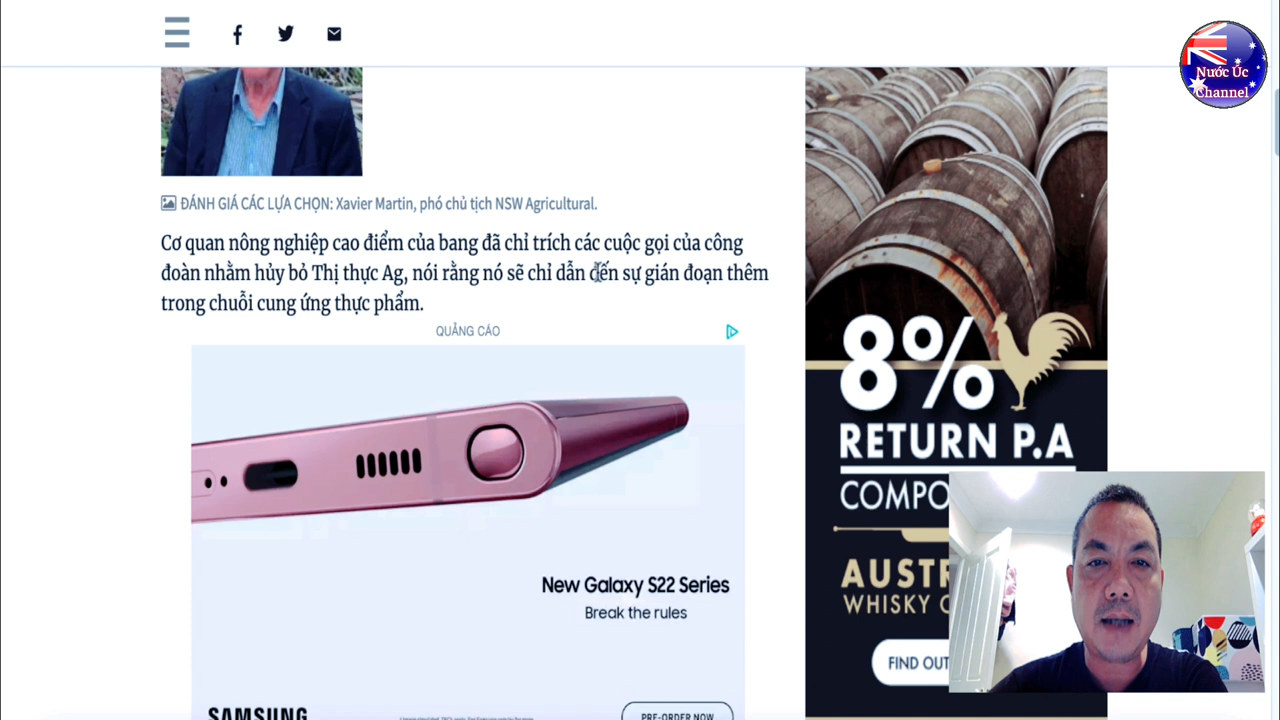 Nước Úc
Channel
ĐÁNH GIÁ CÁC LỰA CHỌN: Xavier Martin, phó chủ tịch NSW Agricultural.
Cơ quan nông nghiệp cao điểm của bang đã chỉ trích các cuộc gọi của công
đoàn nhằm hủy bỏ Thị thực Ag, nói rằng nó sẽ chỉ dẫn đến sự gián đoạn thêm
trong chuỗi cung ứng thực phẩm.
QUẢNG CÁO
New Galaxy S22 Series
Break the rules
SAMSUNG
PRE-ORDER NOW
8%
RETURN P.A
COMPO
AUSTR
WHISKY C
FIND OUT